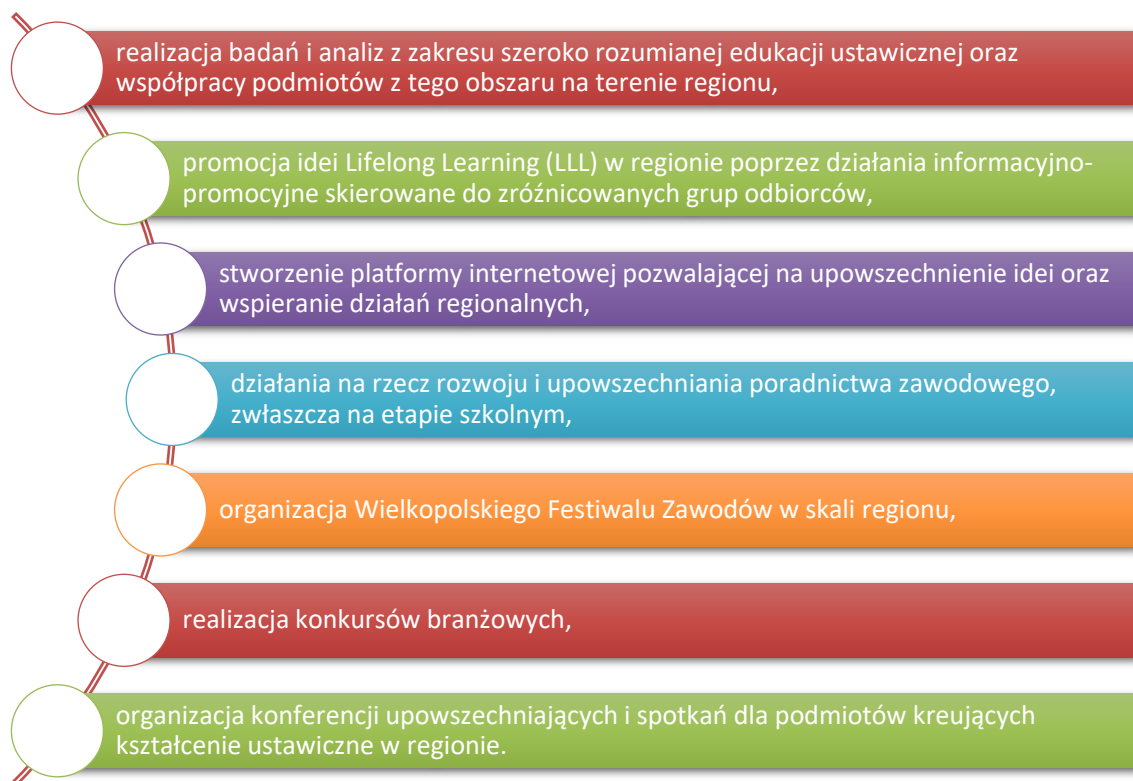 realizacja badań i analiz z zakresu szeroko rozumianej edukacji ustawicznej oraz
współpracy podmiotów z tego obszaru na terenie regionu,
promocja idei Lifelong Learning (LLL) w regionie poprzez działania informacyjno-
promocyjne skierowane do zróźnicowanych grup odbiorców,
stworzenie platformy internetowej pozwalającej na upowszechnienie idei oraz
wspieranie działań regionalnych,
działania na rzecz rozwoju i upowszechniania poradnictwa zawodowego,
zwłaszcza na etapie szkolnym,
organizacja Wielkopolskiego Festiwalu Zawodów w skali regionu,
realizacja konkursów branżowych,
organizacja konferencji upowszechniających i spotkań dla podmiotów kreujących
kształcenie ustawiczne w regionie.